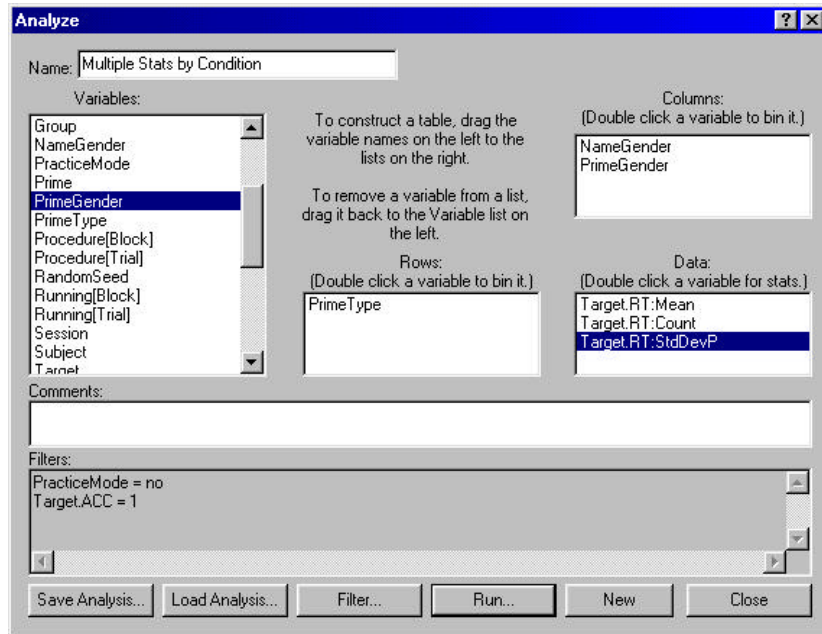 Analyze
Name: Multiple Stats by Condition
Variables:
Group
NameGender
PracticeMode
Prime
PrimeGender
PrimeType
Procedure[Block]
Procedure[Trial]
RandomSeed
Running[Block]
Running[Trial]
Session
Subject
Target
To construct a table, drag the
variable names on the left to the
lists on the right.
To remove a variable from a list,
drag it back to the Variable list on
the left.
Columns:
(Double click a variable to bin it.)
NameGender
PrimeGender
Rows:
(Double click a variable to bin it.)
PrimeType
Data:
(Double click a variable for stats.)
Target.RT:Mean
Target.RT:Count
Target.RT:StdDevP
Comments:
Filters:
PracticeMode = no
Target.ACC = 1
Save Analysis... Load Analysis... Filter... Run... New Close